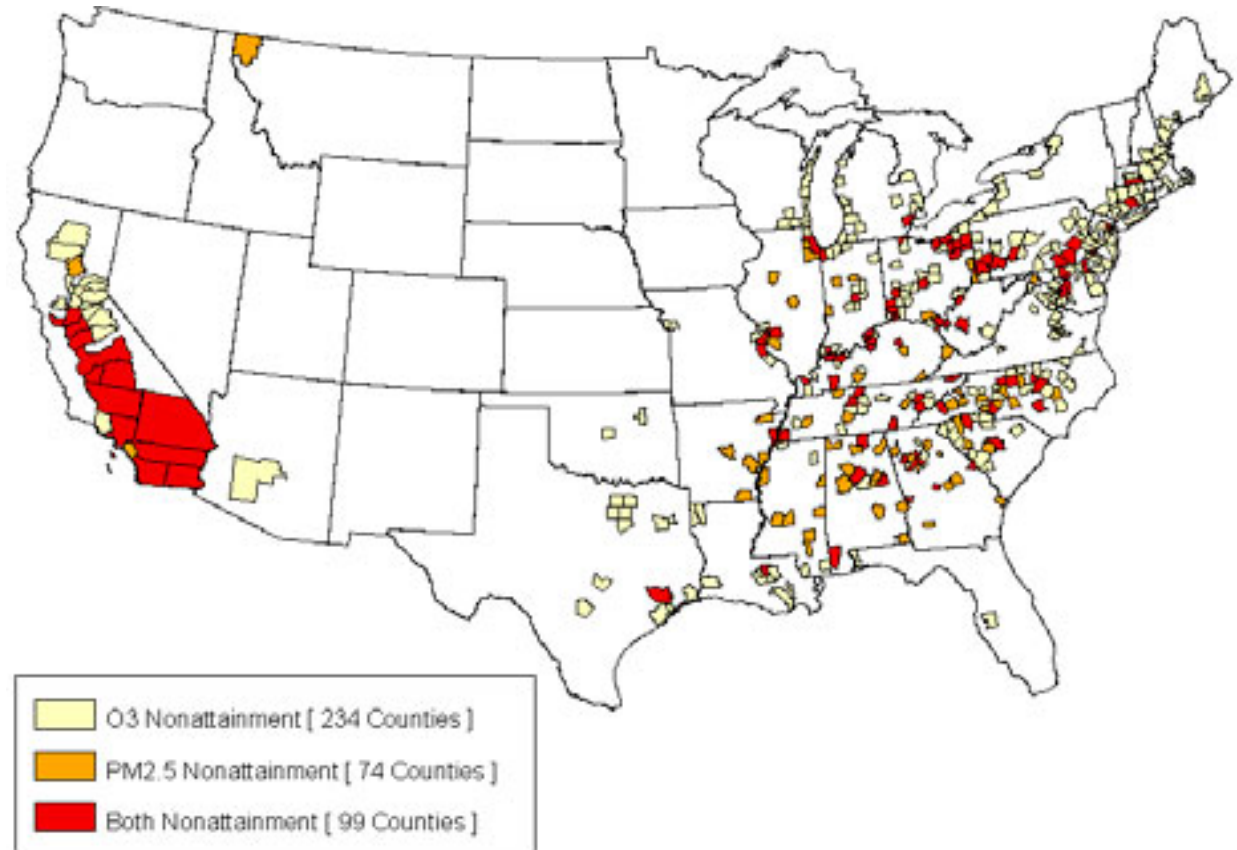 O3 Nonattainment [ 234 Counties ]
PM2.5 Nonattainment [ 74 Counties ]
Both Nonattainment [ 99 Counties ]